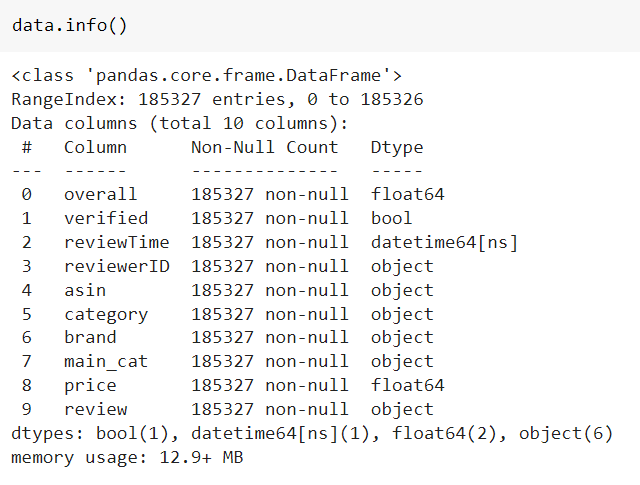 data.info()
<class 'pandas.core.frame.DataFrame'>
RangeIndex: 185327 entries, 0 to 185326
Data columns (total 10 columns):
 #   Column      Non-Null Count   Dtype
---  ------      --------------   -----
 0   overall     185327 non-null  float64
 1   verified    185327 non-null  bool
 2   reviewTime  185327 non-null  datetime64[ns]
 3   reviewerID  185327 non-null  object
 4   asin        185327 non-null  object
 5   category    185327 non-null  object
 6   brand       185327 non-null  object
 7   main_cat    185327 non-null  object
 8   price       185327 non-null  float64
 9   review      185327 non-null  object
dtypes: bool(1), datetime64[ns](1), float64(2), object(6)
memory usage: 12.9+ MB